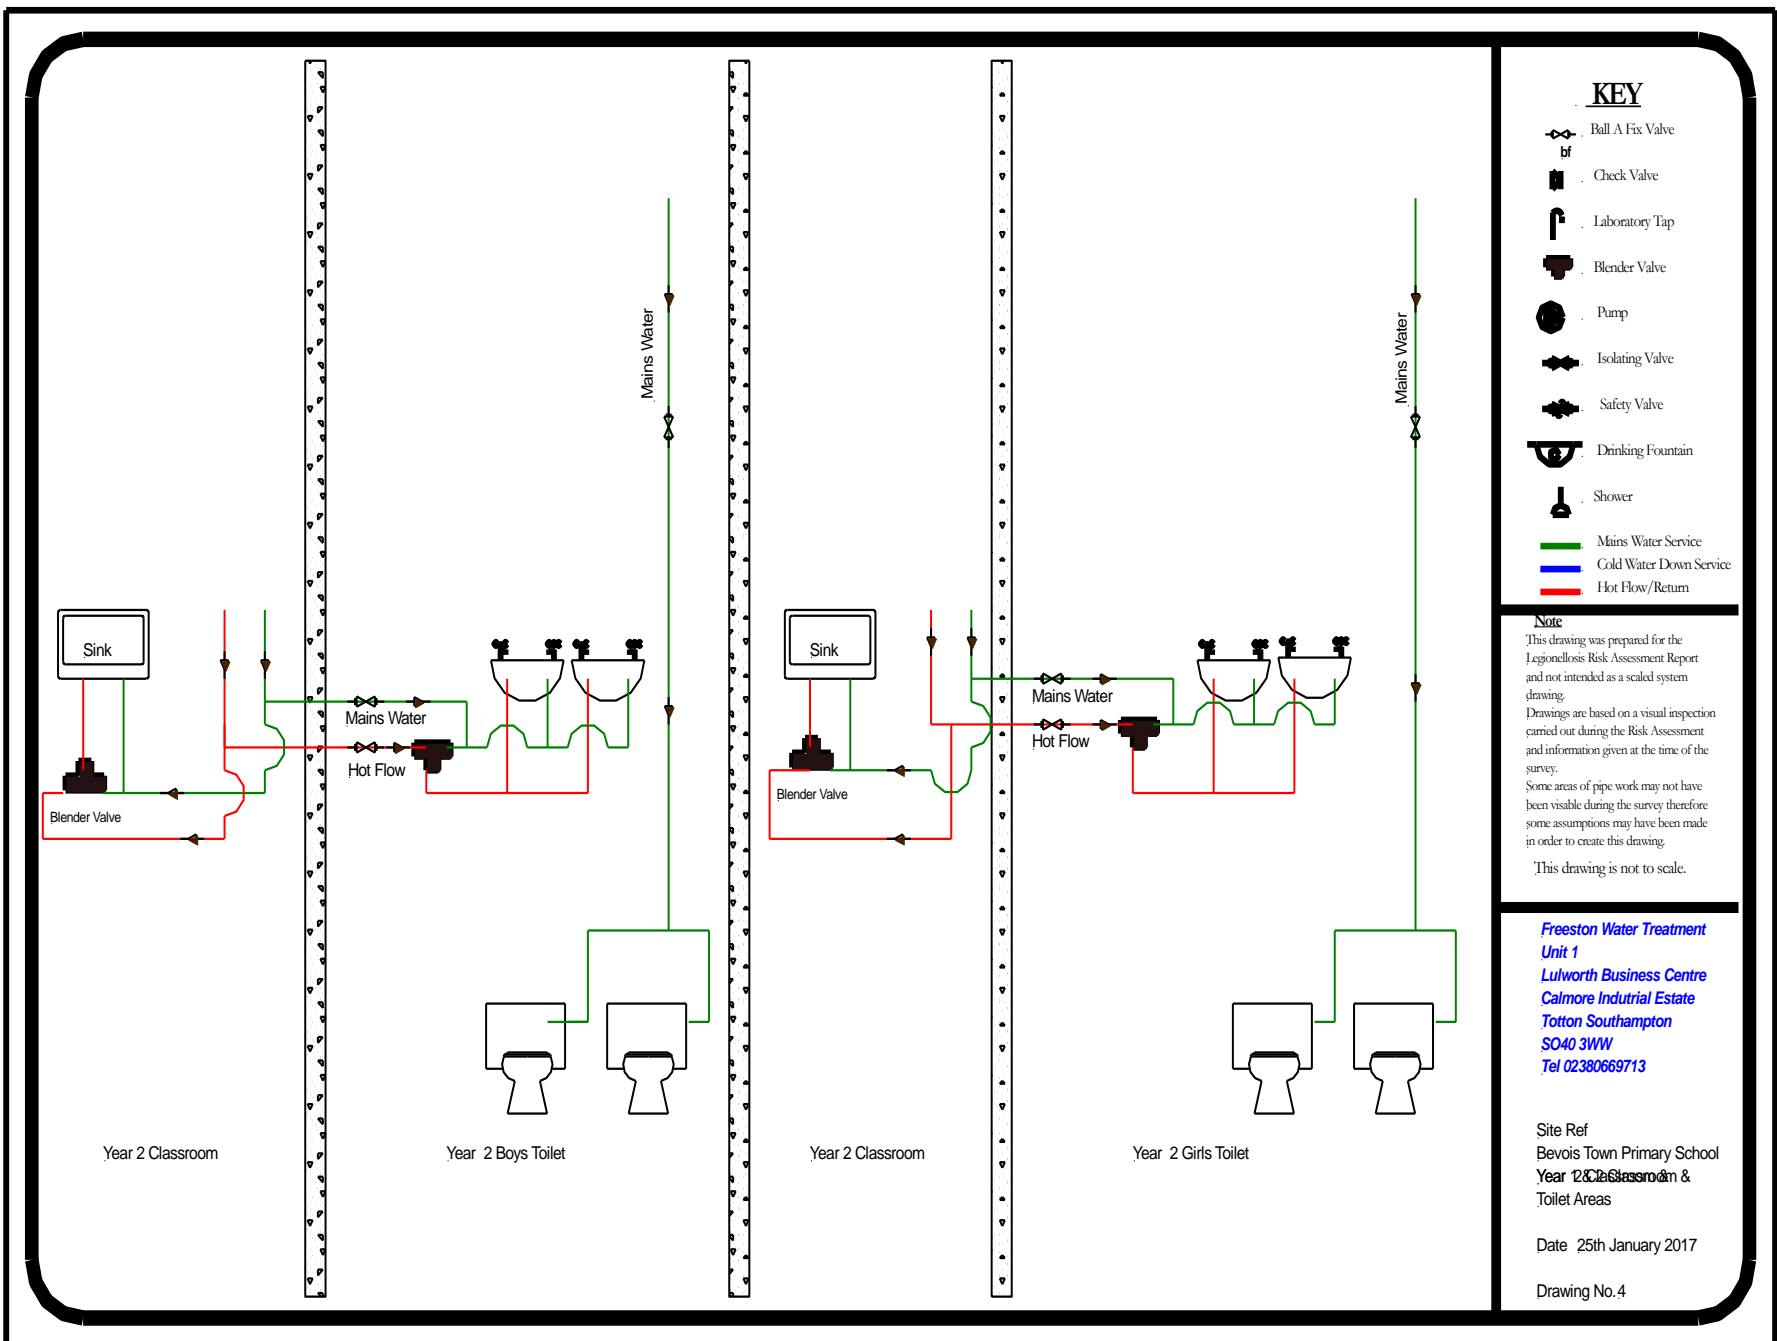 Mains Water
Mains Water
Sink
Sink
Mains Water
Hot Flow
Blender Valve
Mains Water
Hot Flow
Blender Valve
Year 2 Classroom
Year 2 Boys Toilet
Year 2 Classroom
Year 2 Girls Toilet
KEY
Ball A Fix Valve
bf
Check Valve
Laboratory Tap
Blender Valve
Pump
Isolating Valve
Safety Valve
Drinking Fountain
Shower
Mains Water Service
Cold Water Down Service
Hot Flow/Return
Note
This drawing was prepared for the
Legionellosis Risk Assessment Report
and not intended as a scaled system
drawing.
Drawings are based on a visual inspection
carried out during the Risk Assessment
and information given at the time of the
survey.
Some areas of pipe work may not have
been visable during the survey therefore
some assumptions may have been made
in order to create this drawing.
This drawing is not to scale.
Freeston Water Treatment
Unit 1
Lulworth Business Centre
Calmore Indutrial Estate
Totton Southampton
SO40 3WW
Tel 02380669713
Site Ref
Bevois Town Primary School
Year & Classroom &
Toilet Areas
Date 25th January 2017
Drawing No.4